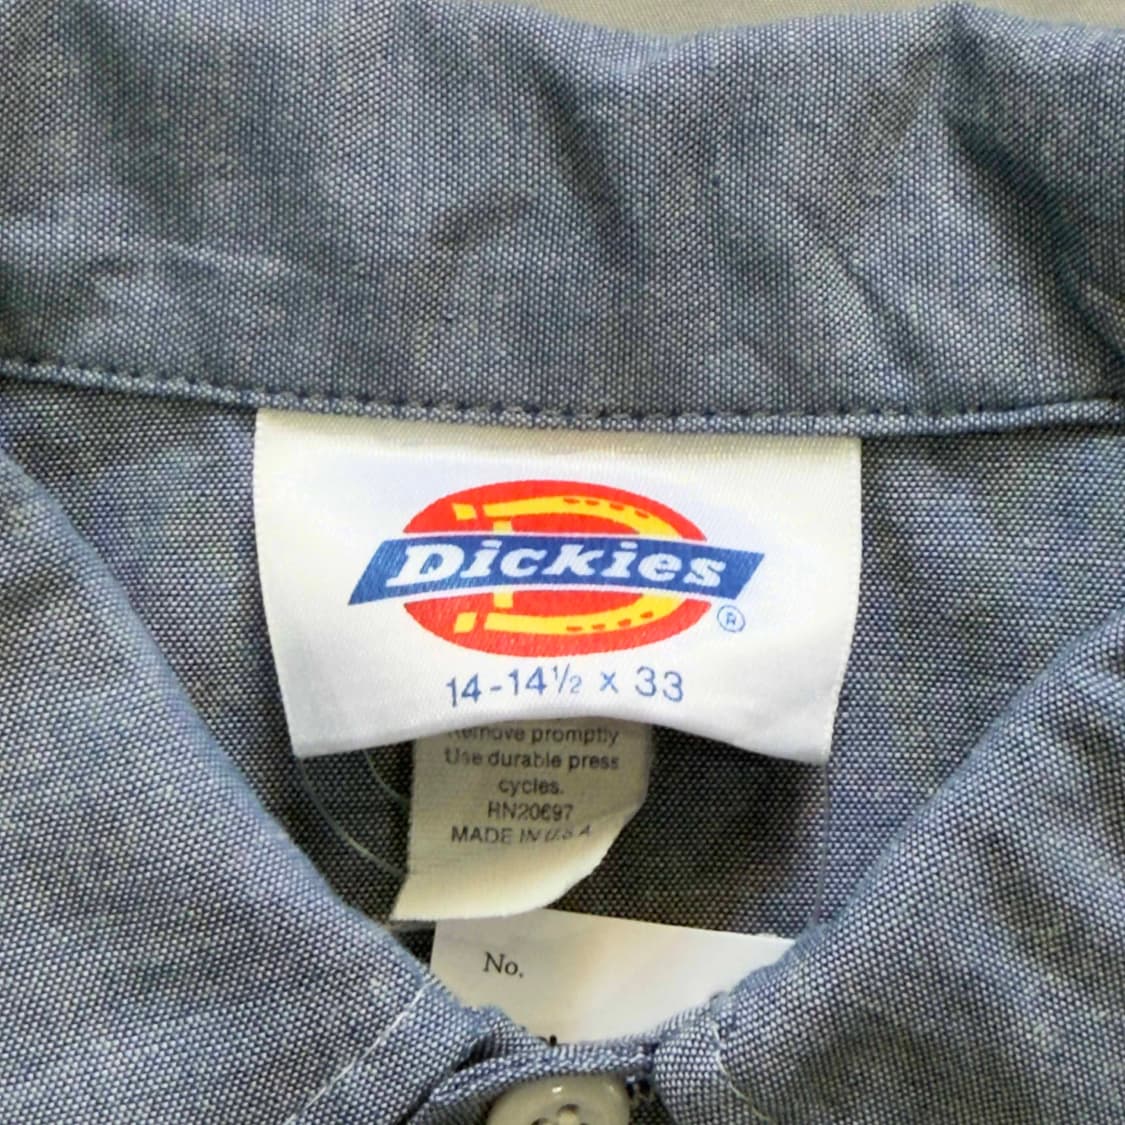 Dickies
®
14-14½ x 33
Remove promptly
Use durable press
cycles.
RN20697
MADE IN U.S.A.
No.